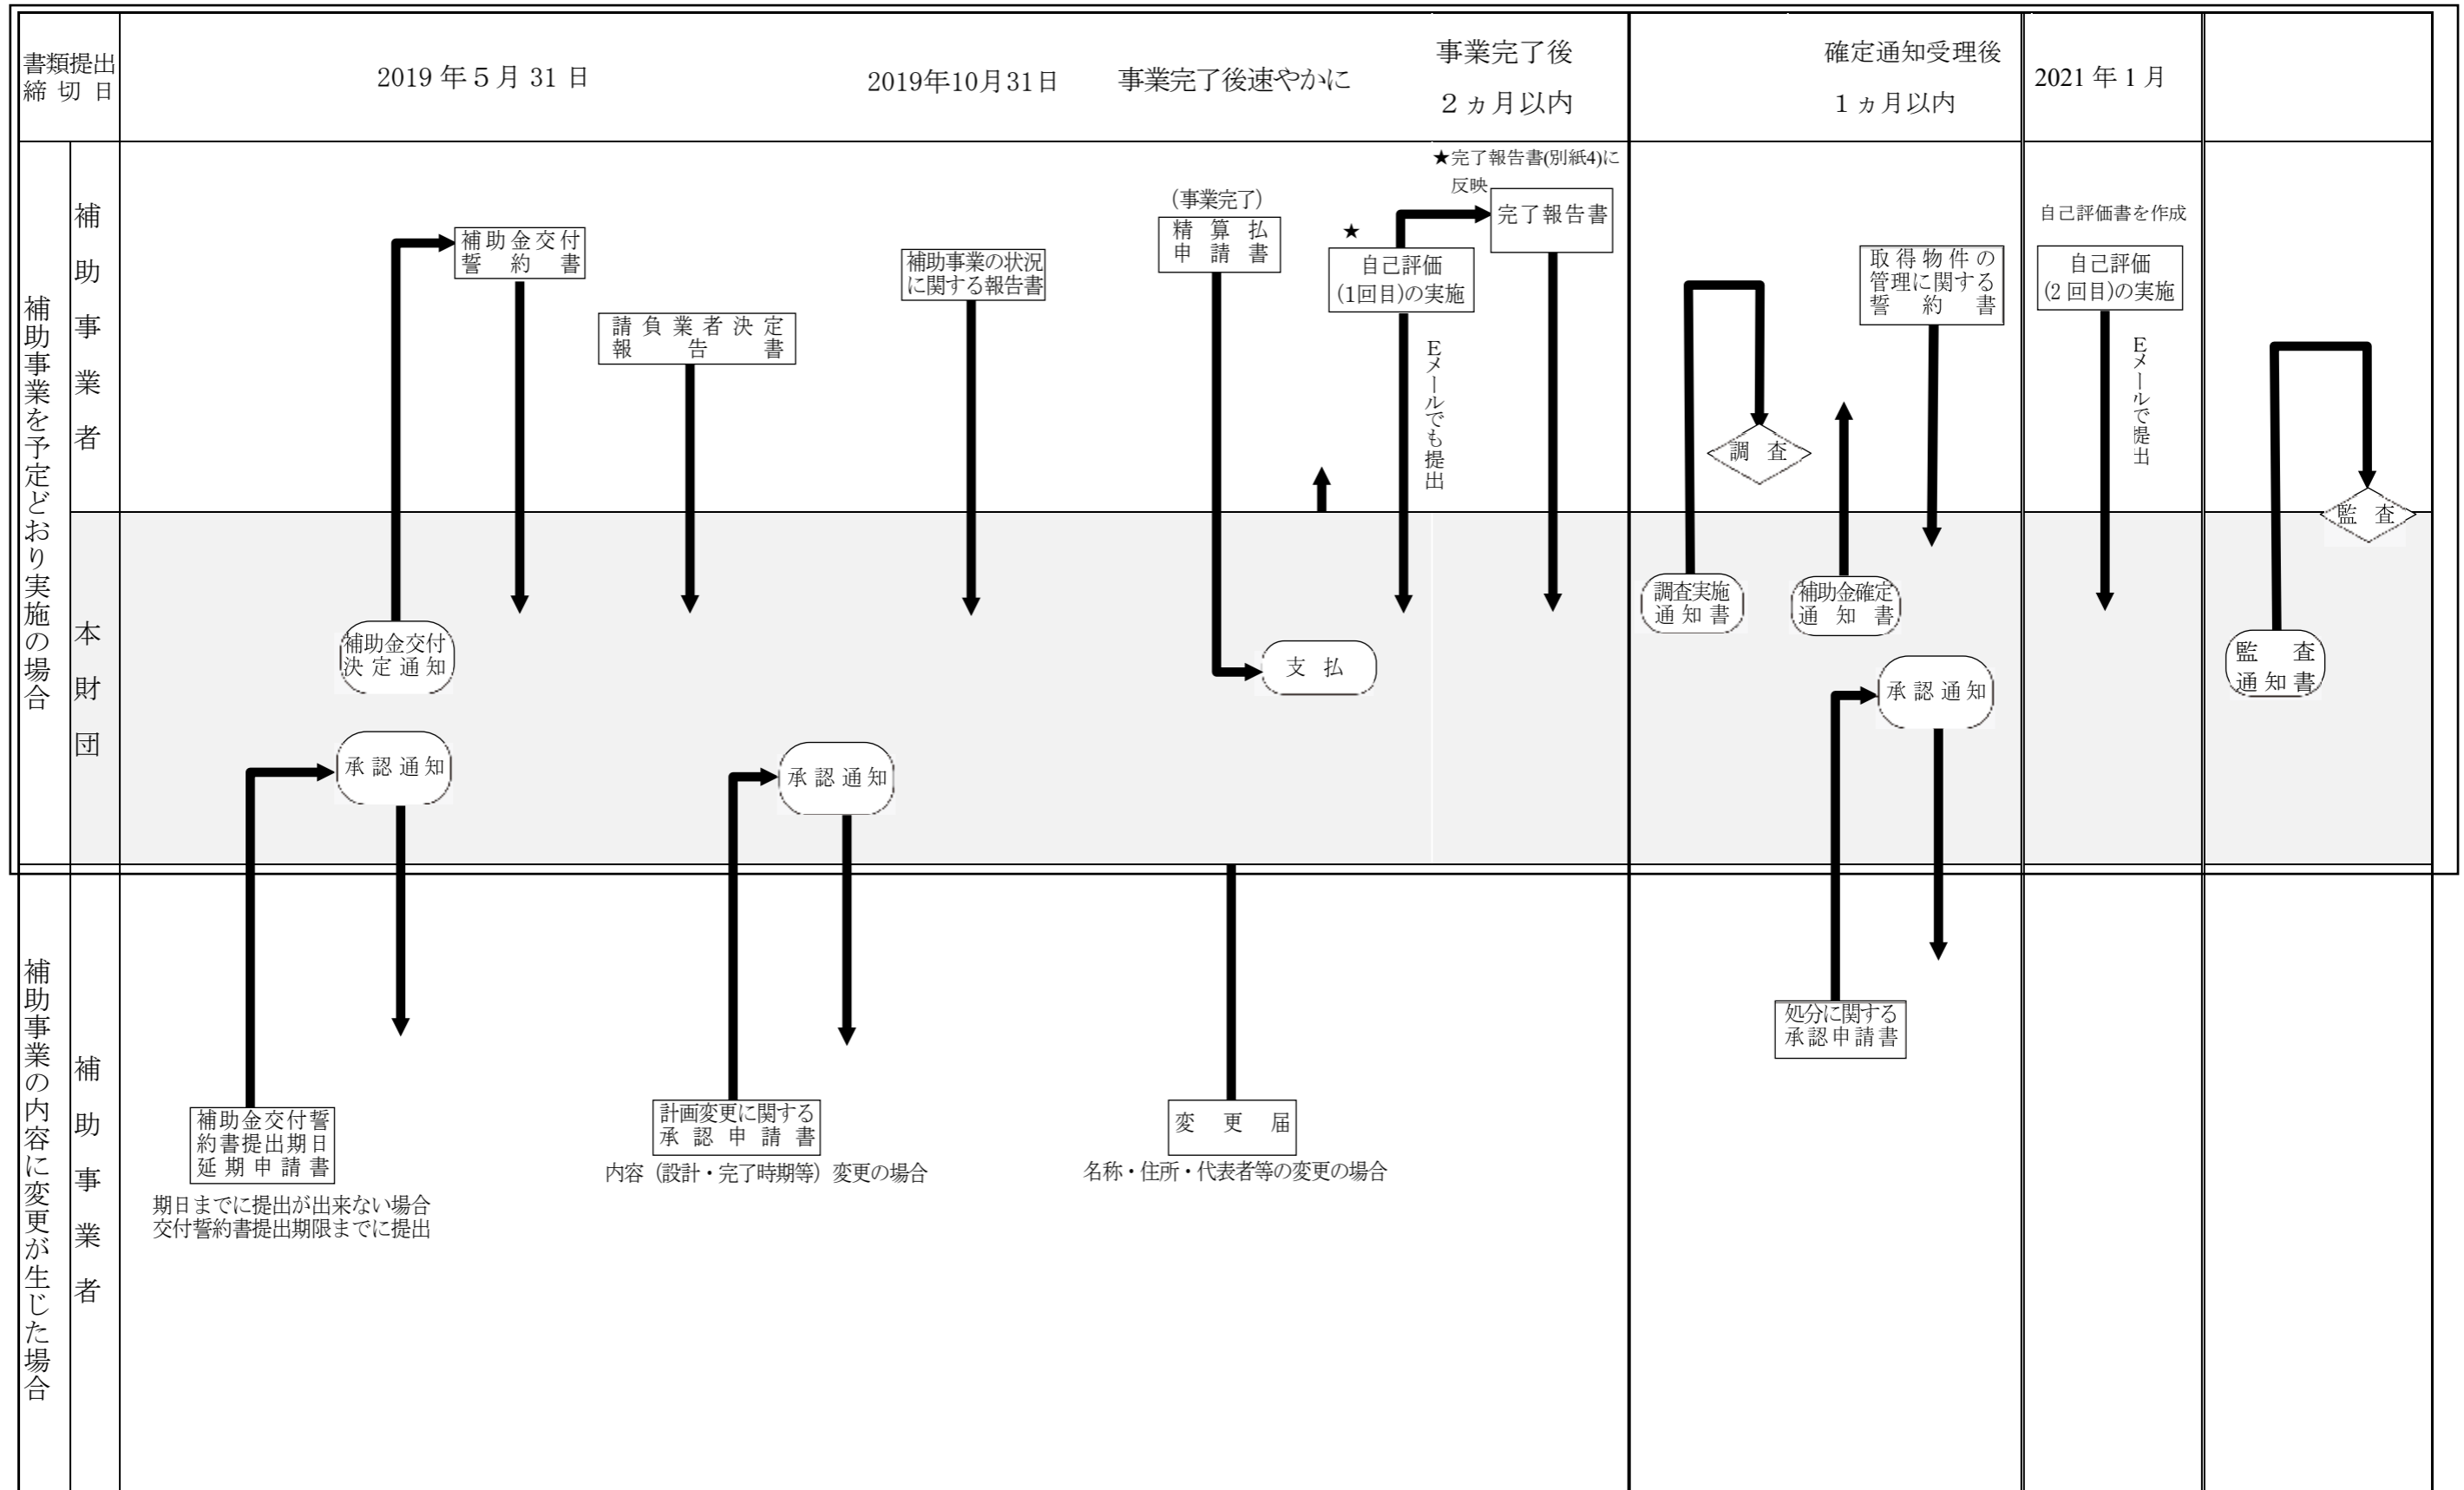 書類提出
締切日
2019年5月31日
2019年10月31日
事業完了後速やかに
事業完了後
2ヵ月以内
確定通知受理後
1ヵ月以内
2021年1月
補助事業を予定どおり実施の場合
補助事業者
補助金交付
誓約書
請負業者決定
報告書
補助事業の状況
に関する報告書
(事業完了)
精算払
申請書
★
自己評価
(1回目)の実施
Eメールでも提出
★完了報告書(別紙4)に
反映
完了報告書
調査
取得物件の
管理に関する
誓約書
自己評価書を作成
自己評価
(2回目)の実施
Eメールで提出
監査
本財団
補助金交付
決定通知
承認通知
承認通知
支払
調査実施
通知書
補助金確定
通知書
承認通知
監査
通知書
補助事業の内容に変更が生じた場合
補助事業者
補助金交付誓
約書提出期日
延期申請書
期日までに提出が出来ない場合
交付誓約書提出期限までに提出
計画変更に関する
承認申請書
内容(設計・完了時期等)変更の場合
変更届
名称・住所・代表者等の変更の場合
処分に関する
承認申請書